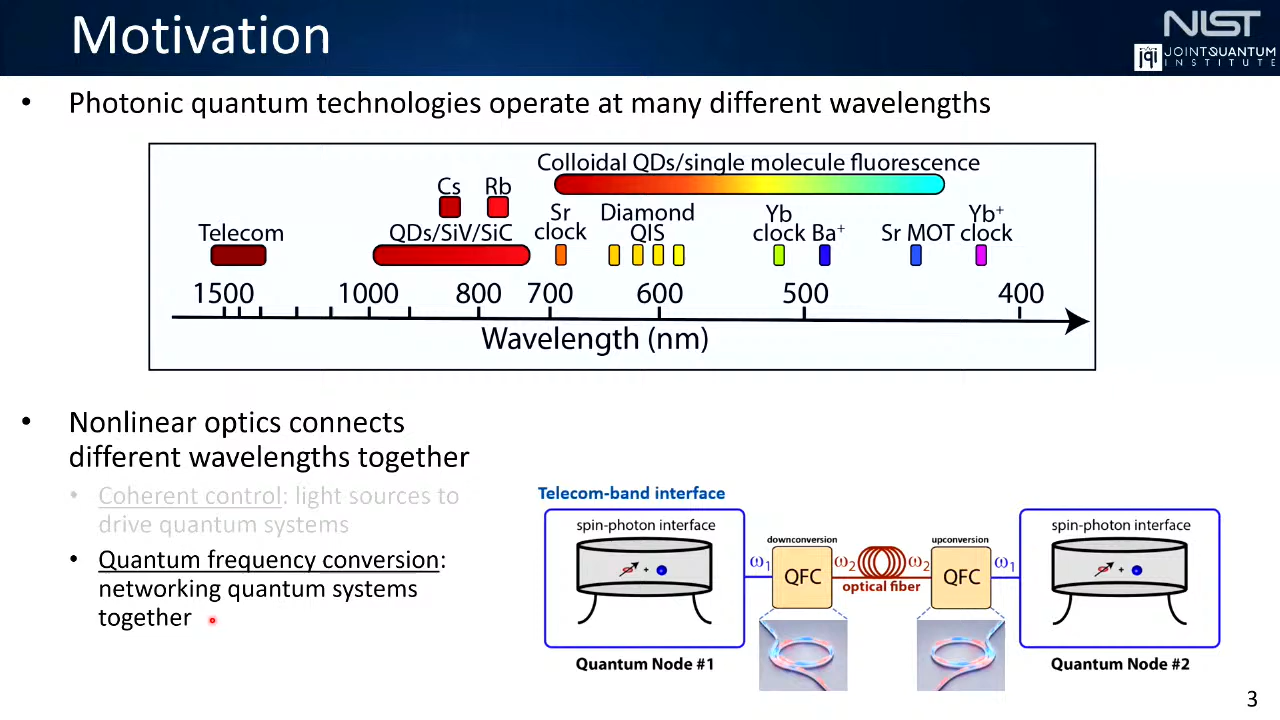 Motivation
NIST
jqi JOINT QUANTUM
INSTITUTE
• Photonic quantum technologies operate at many different wavelengths
Colloidal QDs/single molecule fluorescence
Cs Rb
Telecom
QDs/SiV/SiC
Sr
clock
Diamond
QIS
Yb
clock
Ba⁺
Sr MOT
Yb⁺
clock
1500 1000 800 700 600 500 400
Wavelength (nm)
• Nonlinear optics connects
different wavelengths together
• Coherent control: light sources to
drive quantum systems
• Quantum frequency conversion:
networking quantum systems
together
Telecom-band interface
spin-photon interface
+
Quantum Node #1
ω₁
downconversion
QFC
ω₂
optical fiber
ω₂
upconversion
QFC
ω₁
spin-photon interface
+
Quantum Node #2
3